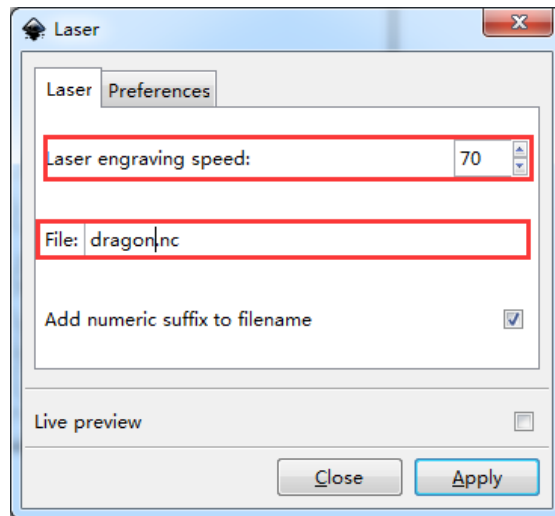 Laser
Laser Preferences
Laser engraving speed: 70
File: dragon.nc
Add numeric suffix to filename
Live preview
Close Apply